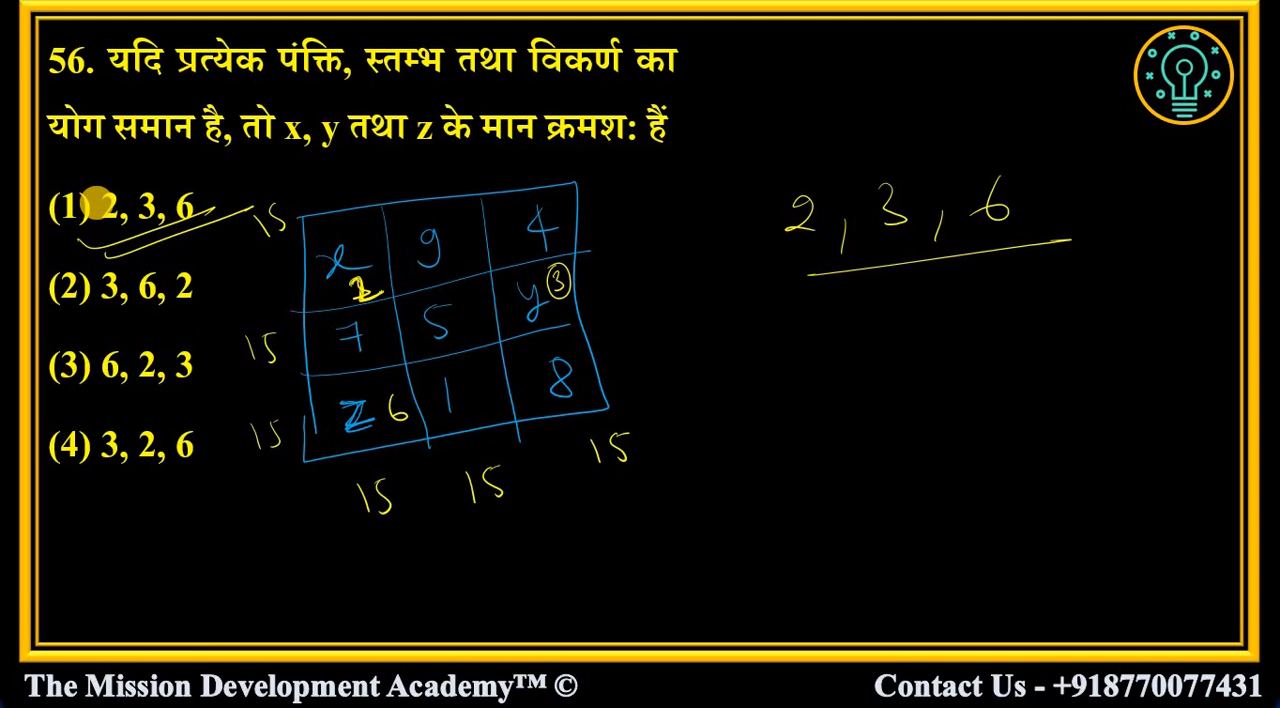 56. यदि प्रत्येक पंक्ति, स्तम्भ तथा विकर्ण का
योग समान है, तो x, y तथा z के मान क्रमश: हैं
(1) 2, 3, 6
(2) 3, 6, 2
(3) 6, 2, 3
(4) 3, 2, 6
15 x 2 9 4
15 7 5 y 3
15 z 6 1 8
15 15 15
2, 3, 6
The Mission Development Academy™ ©
Contact Us - +918770077431